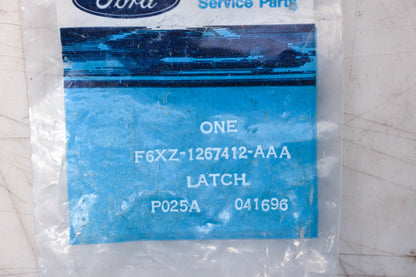 Ford
Service Parts
ONE
F6XZ-1267412-AAA
LATCH
P025A 041696